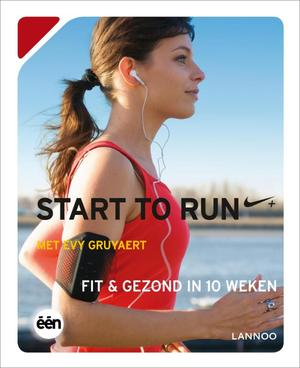 START TO RUN +
MET EVY GRUYAERT
FIT & GEZOND IN 10 WEKEN
één
LANNOO